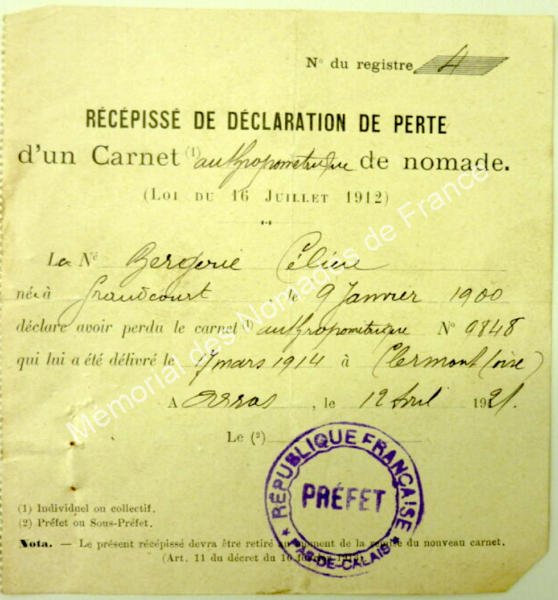 N° du registre 4
RÉCÉPISSÉ DE DÉCLARATION DE PERTE
d'un Carnet (1) anthropométrique de nomade.
(LOI DU 16 JUILLET 1912)
La Née Bergerie Céline
né à Grandcourt le 9 Janvier 1900
déclare avoir perdu le carnet (1) anthropométrique N° 9848
qui lui a été délivré le 17 mars 1914 à Clermont (oise)
A Arras, le 12 Avril 1921.
Le (2)
RÉPUBLIQUE FRANÇAISE
PRÉFET
PAS-DE-CALAIS
(1) Individuel ou collectif.
(2) Préfet ou Sous-Préfet.
Nota. — Le présent récépissé devra être retiré au moment de la remise du nouveau carnet.
(Art. 11 du décret du 16 1913)
Mémorial des Nomades de France